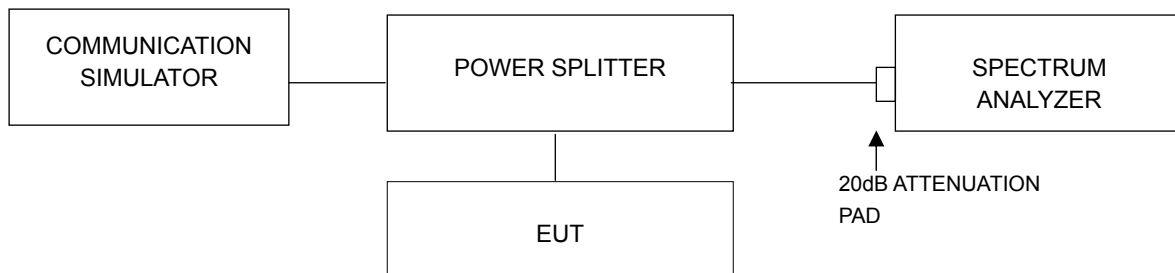 COMMUNICATION
SIMULATOR
POWER SPLITTER
SPECTRUM
ANALYZER
20dB ATTENUATION
PAD
EUT